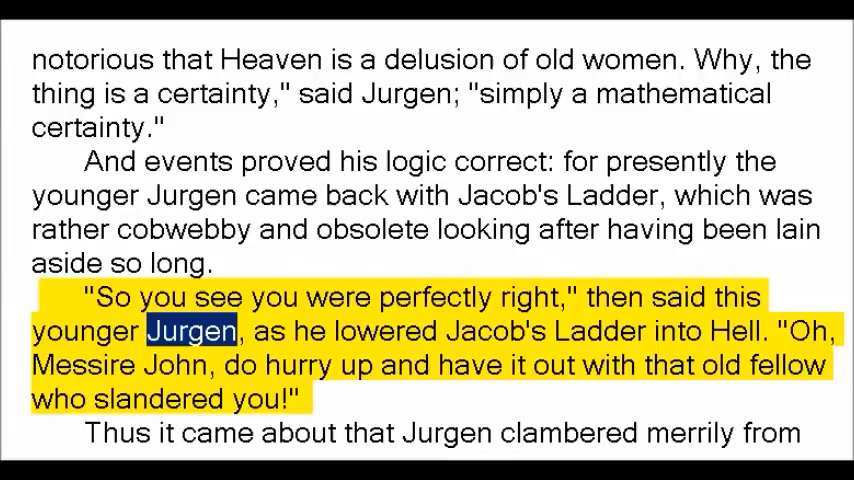 notorious that Heaven is a delusion of old women. Why, the
thing is a certainty," said Jurgen; "simply a mathematical
certainty."
And events proved his logic correct: for presently the
younger Jurgen came back with Jacob's Ladder, which was
rather cobwebby and obsolete looking after having been lain
aside so long.
"So you see you were perfectly right," then said this
younger Jurgen, as he lowered Jacob's Ladder into Hell. "Oh,
Messire John, do hurry up and have it out with that old fellow
who slandered you!"
Thus it came about that Jurgen clambered merrily from